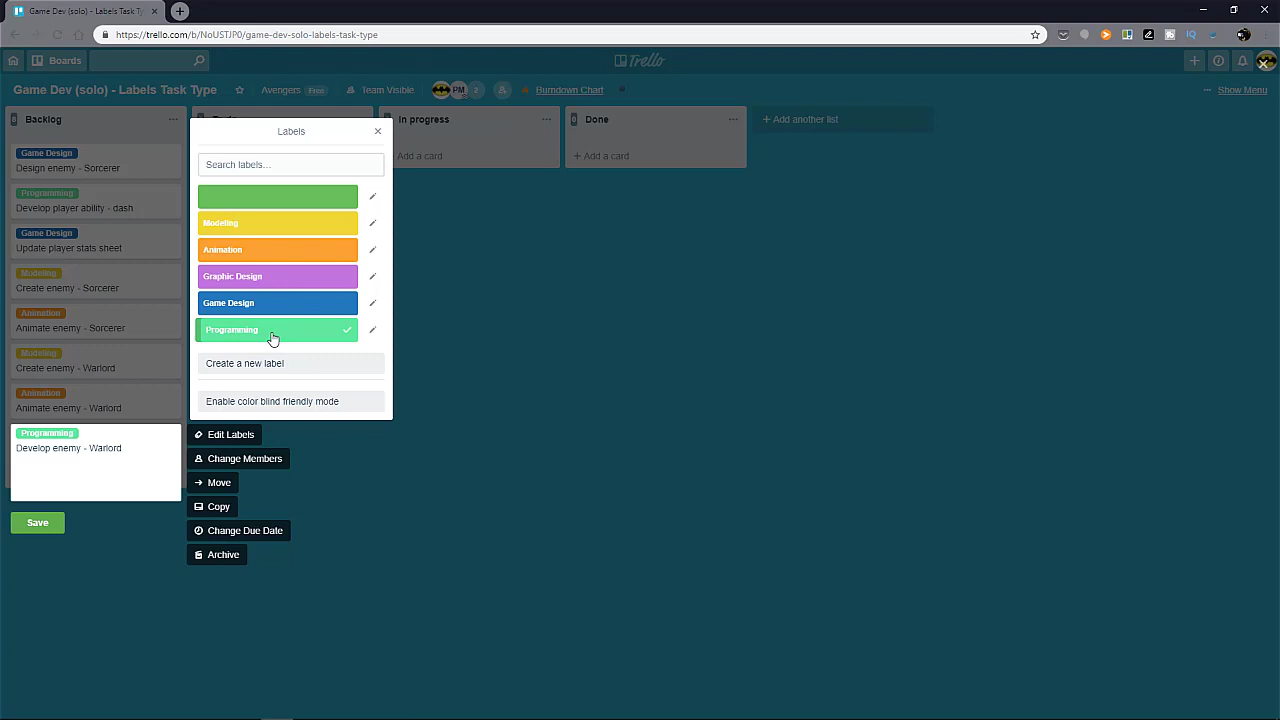 Game Dev (solo) - Labels Task Ty
https://trello.com/b/NoUSTJP0/game-dev-solo-labels-task-type
Boards
Trello
Game Dev (solo) - Labels Task Type
Avengers Free
Team Visible
PM
2
Burndown Chart
Show Menu
Backlog
In progress
Done
+ Add another list
Add a card
+ Add a card
Game Design
Design enemy - Sorcerer
Programming
Develop player ability - dash
Game Design
Update player stats sheet
Modeling
Create enemy - Sorcerer
Animation
Animate enemy - Sorcerer
Modeling
Create enemy - Warlord
Animation
Animate enemy - Warlord
Programming
Develop enemy - Warlord
Save
Labels
Search labels...
Modeling
Animation
Graphic Design
Game Design
Programming
Create a new label
Enable color blind friendly mode
Edit Labels
Change Members
Move
Copy
Change Due Date
Archive